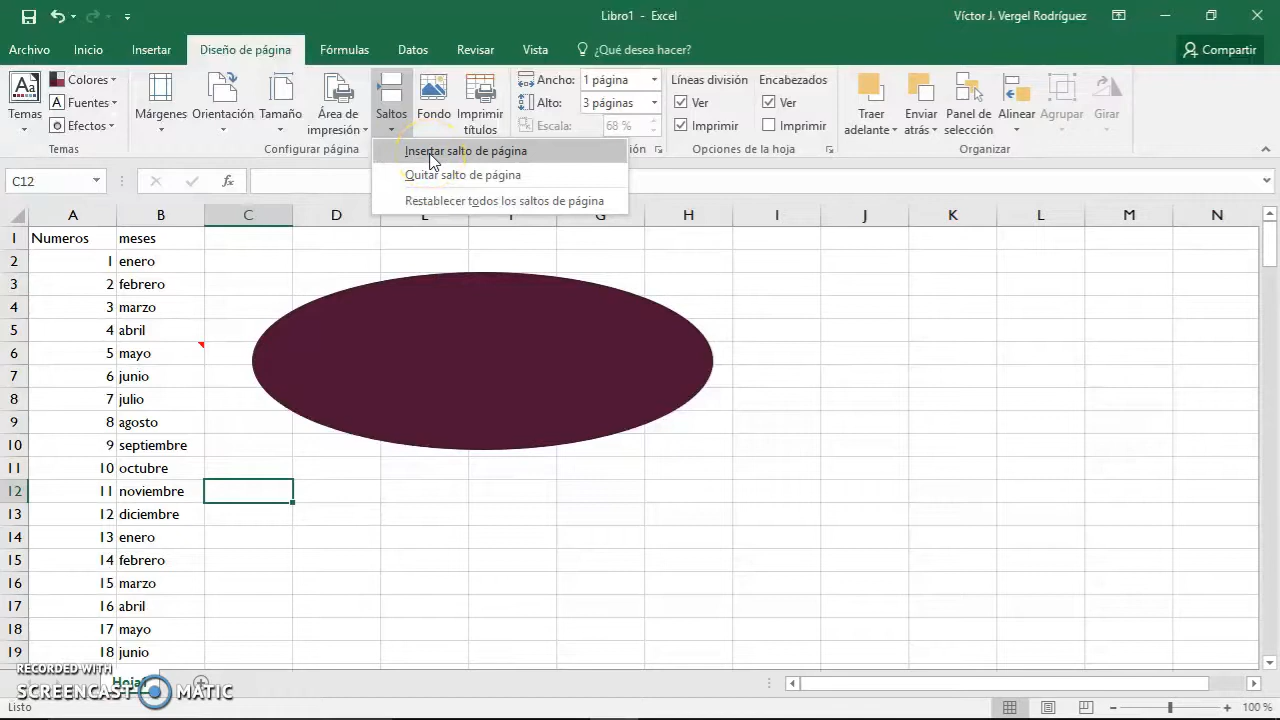 Libro1 - Excel
Víctor J. Vergel Rodríguez
Archivo Inicio Insertar Diseño de página Fórmulas Datos Revisar Vista ¿Qué desea hacer? Compartir
Aa Temas
Colores
Fuentes
Efectos
Temas
Márgenes
Orientación
Tamaño
Área de impresión
Saltos
Fondo
Imprimir títulos
Configurar página
Ancho: 1 página
Alto: 3 páginas
Escala: 68 %
Líneas división
Ver
Imprimir
Encabezados
Ver
Imprimir
Opciones de la hoja
Traer adelante
Enviar atrás
Panel de selección
Alinear
Agrupar
Girar
Organizar
Insertar salto de página
Quitar salto de página
Restablecer todos los saltos de página
C12 fx
A B C D E F G H I J K L M N
1 Numeros meses
2 1 enero
3 2 febrero
4 3 marzo
5 4 abril
6 5 mayo
7 6 junio
8 7 julio
9 8 agosto
10 9 septiembre
11 10 octubre
12 11 noviembre
13 12 diciembre
14 13 enero
15 14 febrero
16 15 marzo
17 16 abril
18 17 mayo
19 18 junio
RECORDED WITH
SCREENCAST MATIC
Listo
100 %